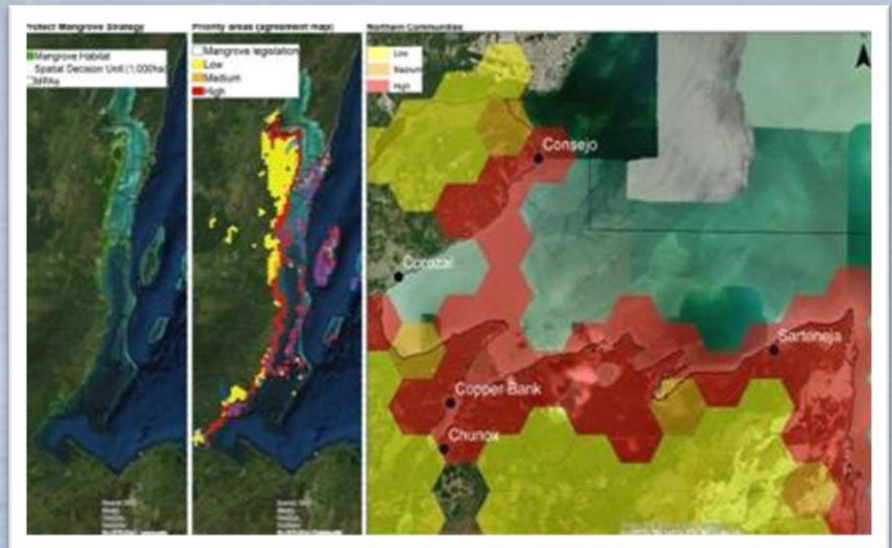 Protect Mangrove Strategy
Mangrove Habitat
Spatial Decision Unit (1,000ha)
MPAs
Priority areas (agreement map)
Mangrove legislation
Low
Medium
High
Northern Communities
Low
Medium
High
Consejo
Corozal
Sarteneja
Copper Bank
Chunox